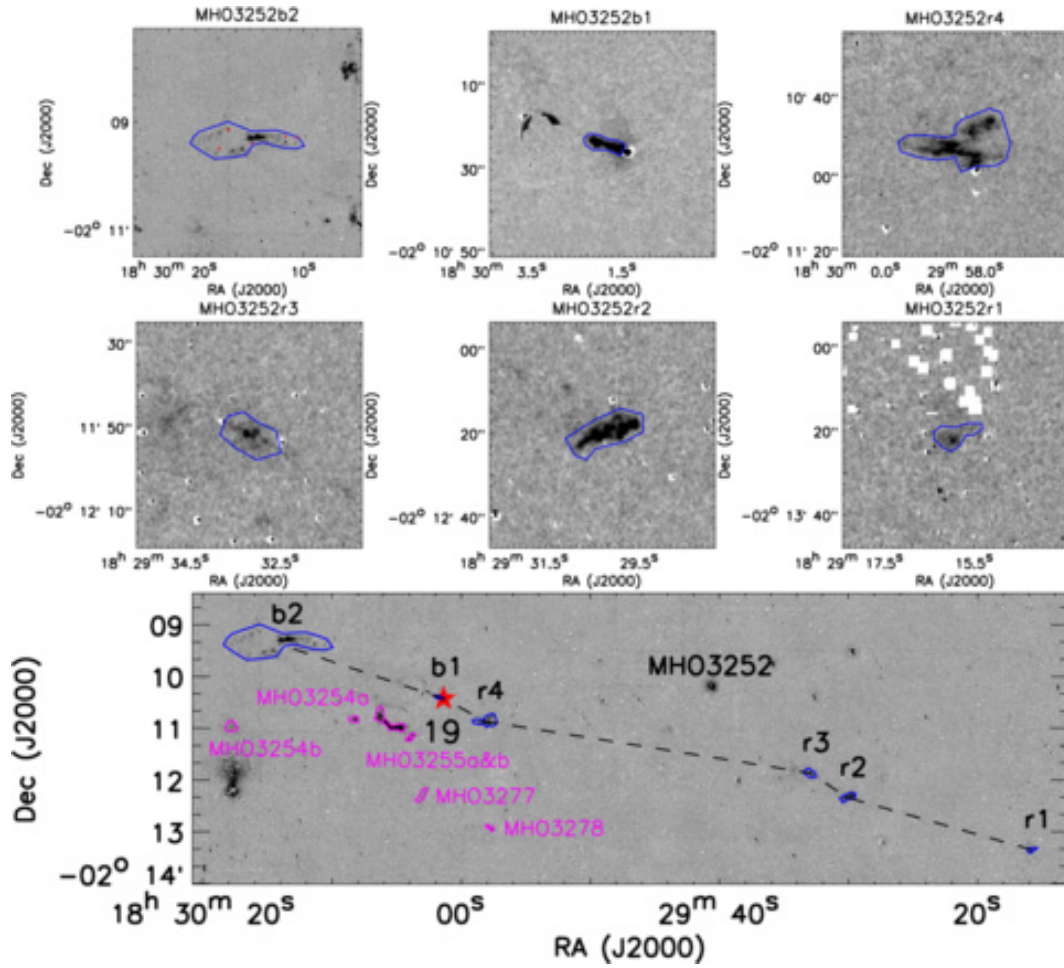 MHO3252b2
Dec (J2000)
09
-02° 11'
18ʰ 30ᵐ 20ˢ 10ˢ
RA (J2000)
MHO3252b1
Dec (J2000)
10"
30"
-02° 10' 50"
18ʰ 30ᵐ 3.5ˢ 1.5ˢ
RA (J2000)
MHO3252r4
Dec (J2000)
10' 40"
00"
-02° 11' 20"
18ʰ 30ᵐ 0.0ˢ 29ᵐ 58.0ˢ
RA (J2000)
MHO3252r3
Dec (J2000)
30"
11' 50"
-02° 12' 10"
18ʰ 29ᵐ 34.5ˢ 32.5ˢ
RA (J2000)
MHO3252r2
Dec (J2000)
00"
20"
-02° 12' 40"
18ʰ 29ᵐ 31.5ˢ 29.5ˢ
RA (J2000)
MHO3252r1
Dec (J2000)
00"
20"
-02° 13' 40"
18ʰ 29ᵐ 17.5ˢ 15.5ˢ
RA (J2000)
Dec (J2000)
09
10
11
12
13
-02° 14'
b2
b1
MHO3252
MHO3254a
r4
19
MHO3254b
MHO3255a&b
r3
MHO3277
r2
MHO3278
r1
18ʰ 30ᵐ 20ˢ 00ˢ 29ᵐ 40ˢ 20ˢ
RA (J2000)